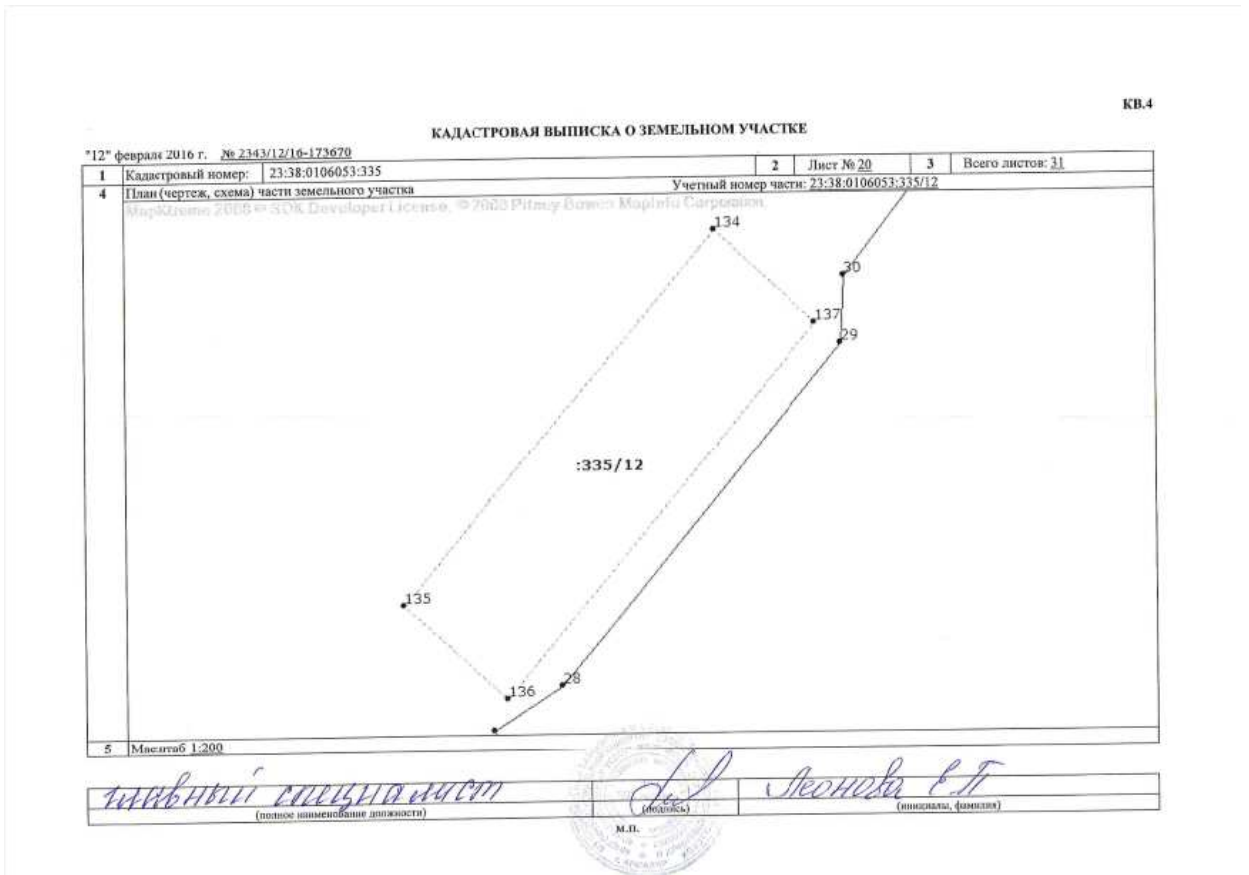 КВ.4
КАДАСТРОВАЯ ВЫПИСКА О ЗЕМЕЛЬНОМ УЧАСТКЕ
"12" февраля 2016 г. № 2343/12/16-173670
1 Кадастровый номер: 23:38:0106053:335 2 Лист № 20 3 Всего листов: 31
4 План (чертеж, схема) части земельного участка Учетный номер части: 23:38:0106053:335/12
MapXtreme 2008 ® SDK Developer License. © 2008 Pitney Bowes MapInfo Corporation.
134
30
137
29
:335/12
135
136
28
5 Масштаб 1:200
главный специалист Леонова Е П
(полное наименование должности) (подпись) (инициалы, фамилия)
М.П.